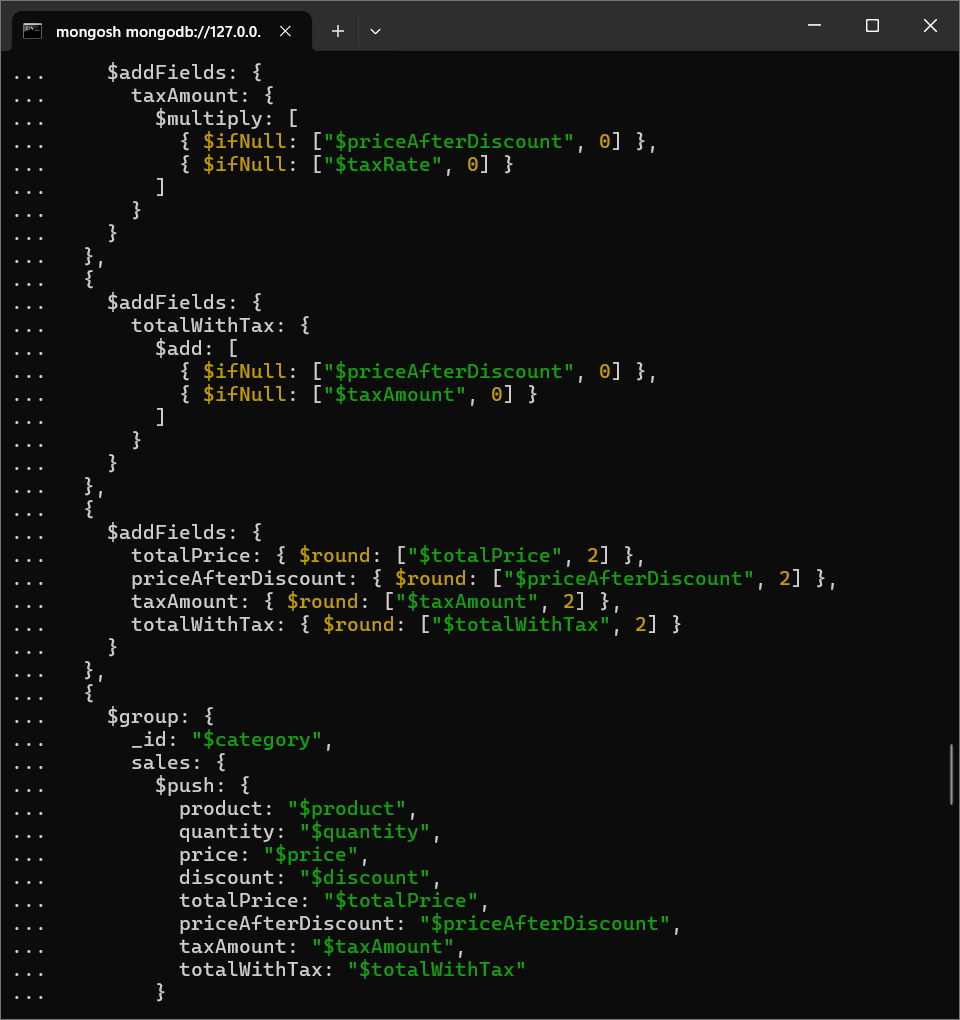 mongosh mongodb://127.0.0.
...     $addFields: {
...       taxAmount: {
...         $multiply: [
...           { $ifNull: ["$priceAfterDiscount", 0] },
...           { $ifNull: ["$taxRate", 0] }
...         ]
...       }
...     }
...   },
...   {
...     $addFields: {
...       totalWithTax: {
...         $add: [
...           { $ifNull: ["$priceAfterDiscount", 0] },
...           { $ifNull: ["$taxAmount", 0] }
...         ]
...       }
...     }
...   },
...   {
...     $addFields: {
...       totalPrice: { $round: ["$totalPrice", 2] },
...       priceAfterDiscount: { $round: ["$priceAfterDiscount", 2] },
...       taxAmount: { $round: ["$taxAmount", 2] },
...       totalWithTax: { $round: ["$totalWithTax", 2] }
...     }
...   },
...   {
...     $group: {
...       _id: "$category",
...       sales: {
...         $push: {
...           product: "$product",
...           quantity: "$quantity",
...           price: "$price",
...           discount: "$discount",
...           totalPrice: "$totalPrice",
...           priceAfterDiscount: "$priceAfterDiscount",
...           taxAmount: "$taxAmount",
...           totalWithTax: "$totalWithTax"
...         }